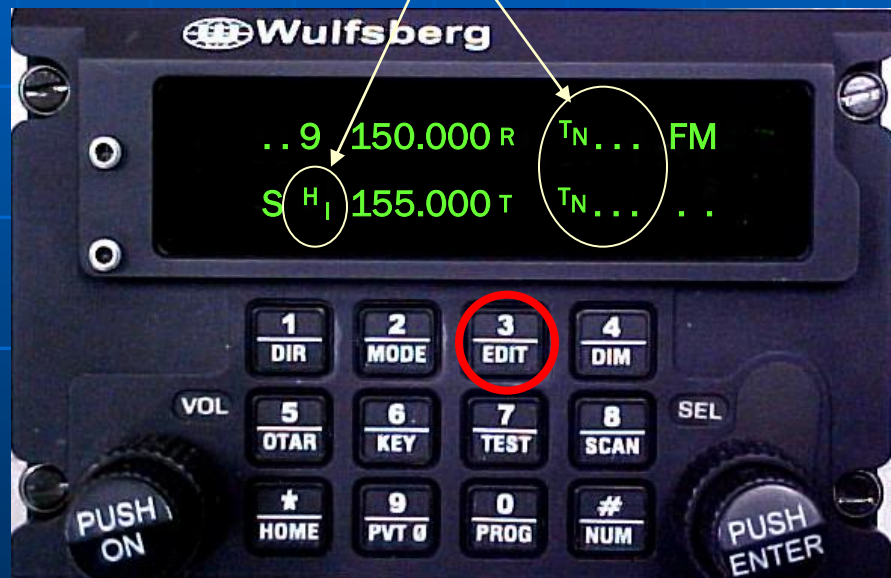 Wulfsberg
..9 150.000 R TN... FM
S HI 155.000 T TN... ..
1 2 3 4
DIR MODE EDIT DIM
VOL SEL
5 6 7 8
OTAR KEY TEST SCAN
* 9 0 #
HOME PVT Ø PROG NUM
PUSH ON
PUSH ENTER